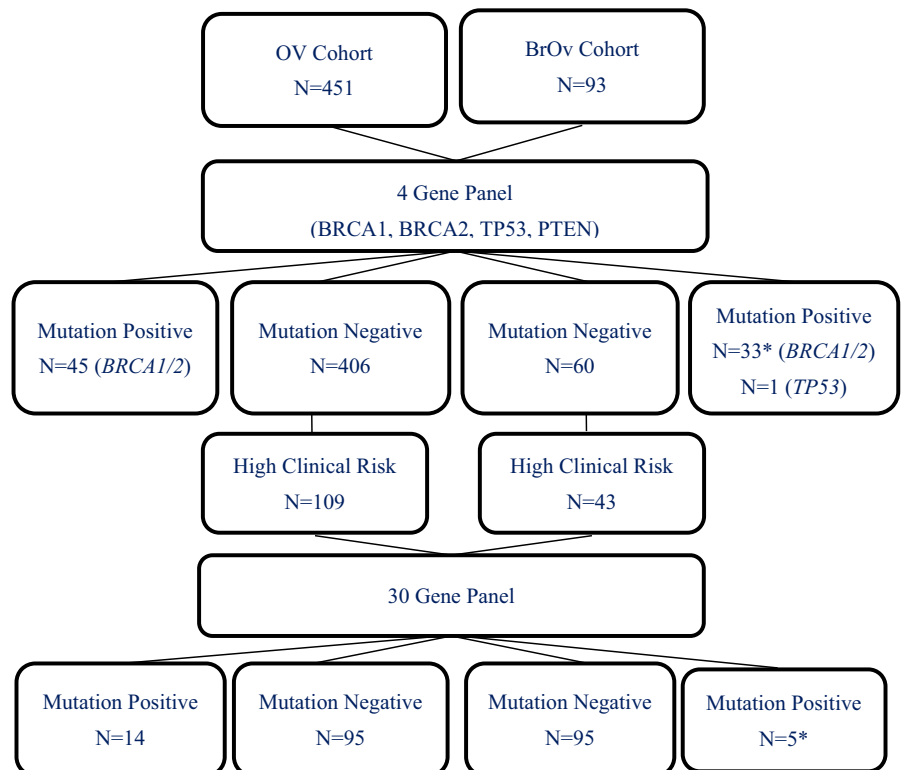 OV Cohort
N=451
BrOv Cohort
N=93
4 Gene Panel
(BRCA1, BRCA2, TP53, PTEN)
Mutation Positive
N=45 (BRCA1/2)
Mutation Negative
N=406
Mutation Negative
N=60
Mutation Positive
N=33* (BRCA1/2)
N=1 (TP53)
High Clinical Risk
N=109
High Clinical Risk
N=43
30 Gene Panel
Mutation Positive
N=14
Mutation Negative
N=95
Mutation Negative
N=95
Mutation Positive
N=5*